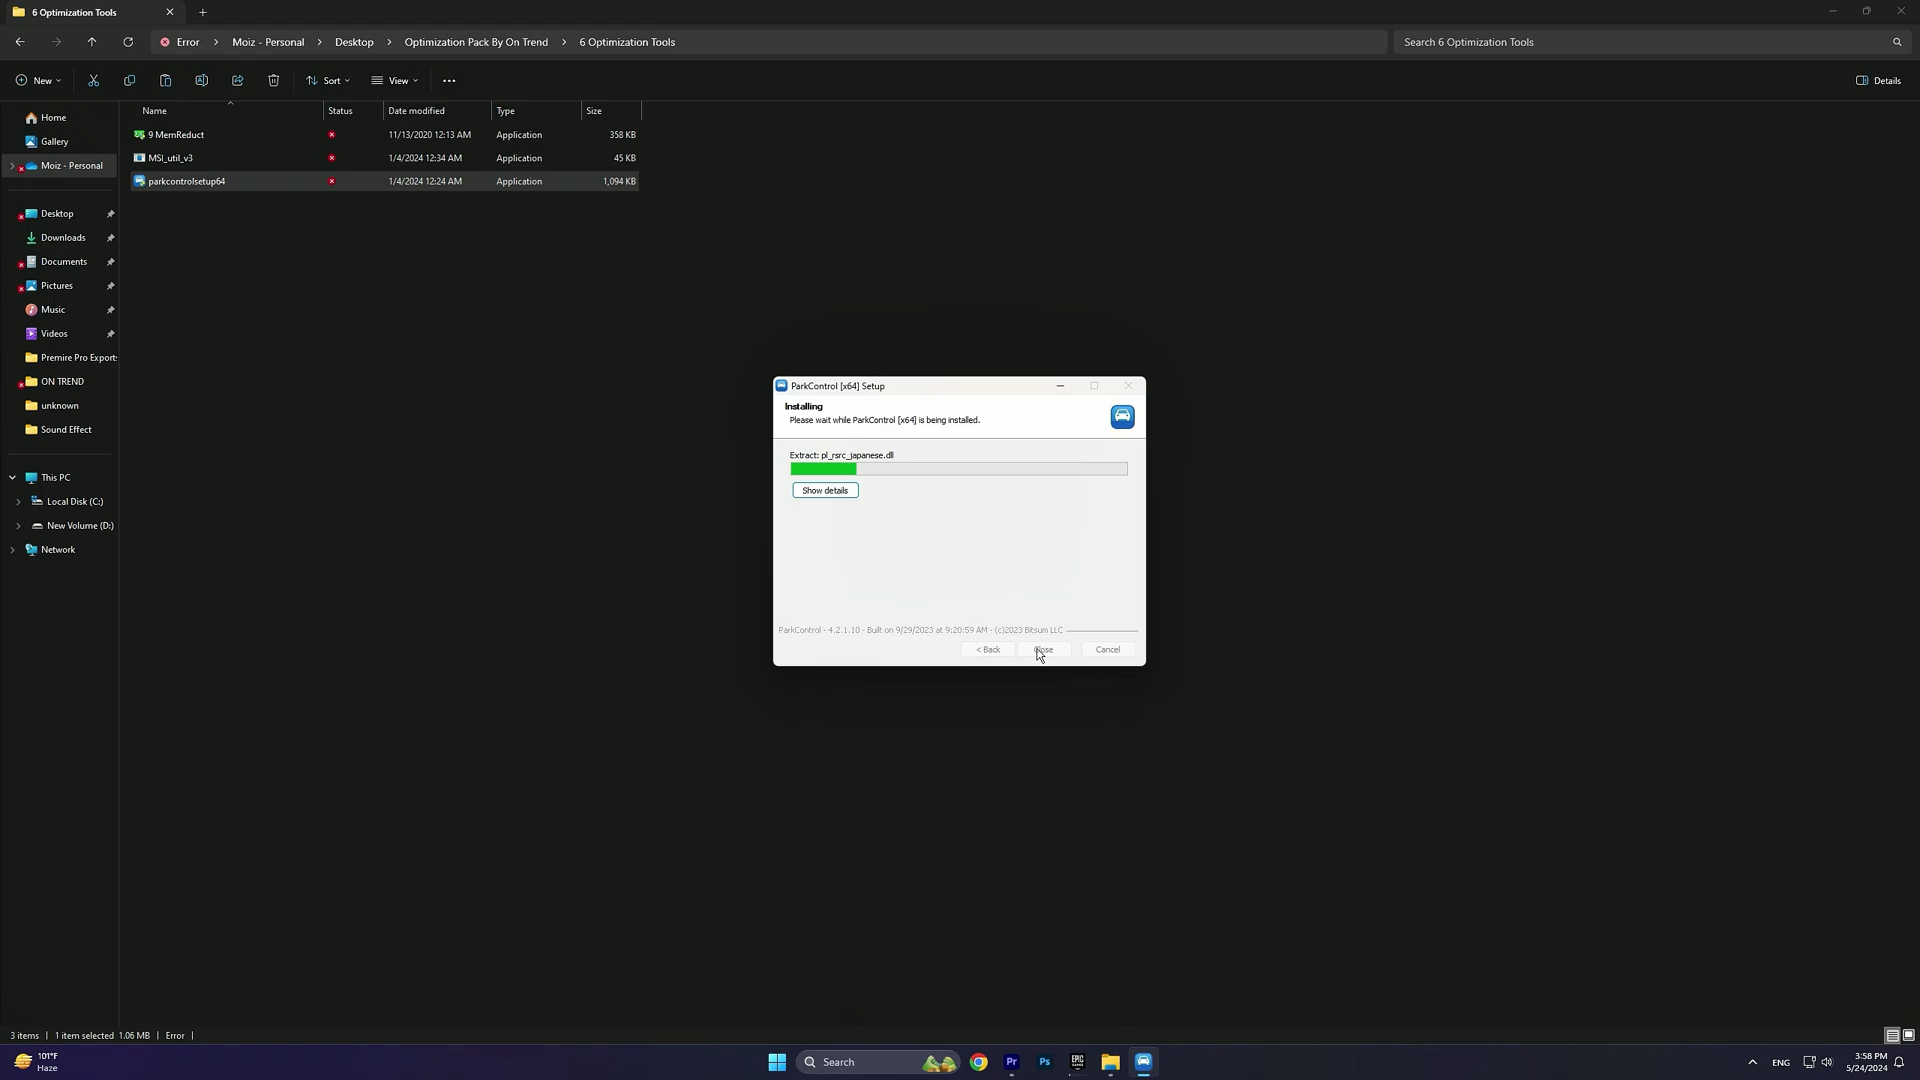 6 Optimization Tools
Error > Moiz - Personal > Desktop > Optimization Pack By On Trend > 6 Optimization Tools
Search 6 Optimization Tools
New
Sort
View
Details
Name Status Date modified Type Size
9 MemReduct 11/13/2020 12:13 AM Application 358 KB
MSI_util_v3 1/4/2024 12:34 AM Application 45 KB
parkcontrolsetup64 1/4/2024 12:24 AM Application 1,094 KB
Home
Gallery
Moiz - Personal
Desktop
Downloads
Documents
Pictures
Music
Videos
Premire Pro Exports
ON TREND
unknown
Sound Effect
This PC
Local Disk (C:)
New Volume (D:)
Network
ParkControl [x64] Setup
Installing
Please wait while ParkControl [x64] is being installed.
Extract: pl_rsrc_japanese.dll
Show details
ParkControl - 4.2.1.10 - Built on 9/29/2023 at 9:20:59 AM - (c)2023 Bitsum LLC
< Back Close Cancel
3 items | 1 item selected 1.06 MB | Error |
101°F
Haze
Search
Pr
Ps
EPIC
GAMES
ENG
3:58 PM
5/24/2024